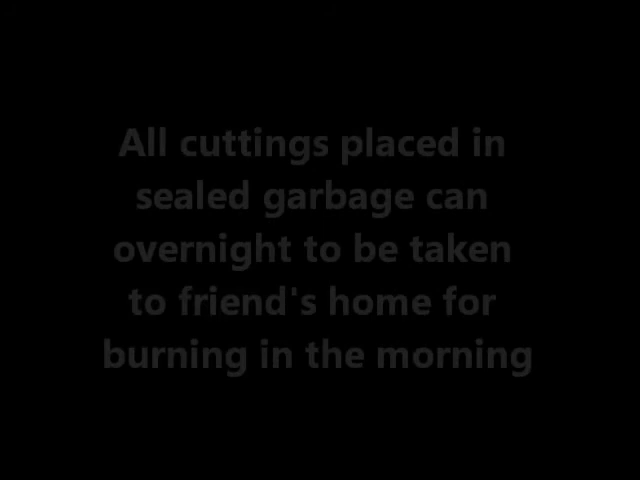 All cuttings placed in
sealed garbage can
overnight to be taken
to friend's home for
burning in the morning